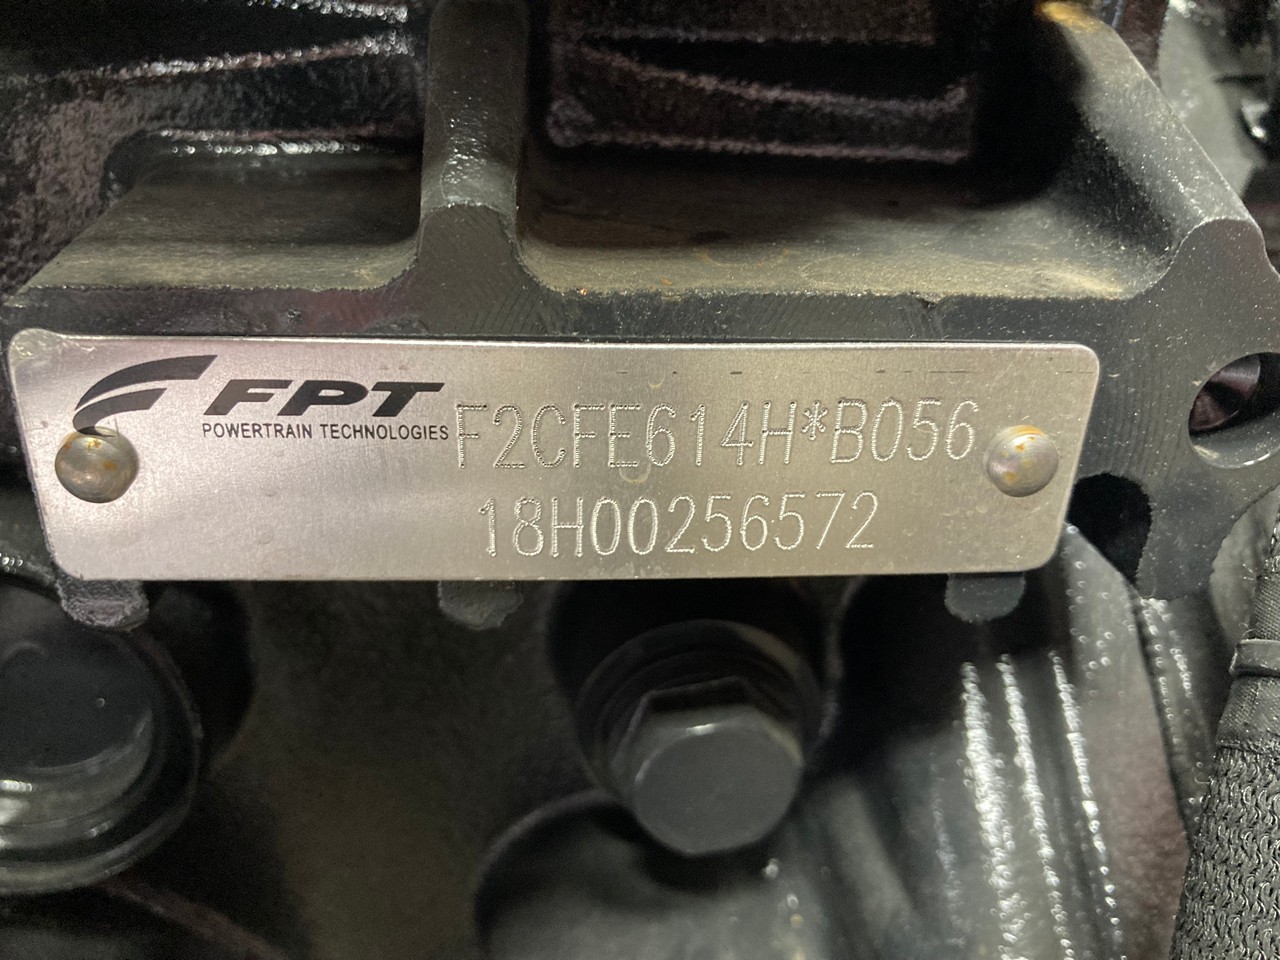 FPT
POWERTRAIN TECHNOLOGIES
F2CFE614H*B056
18H00256572